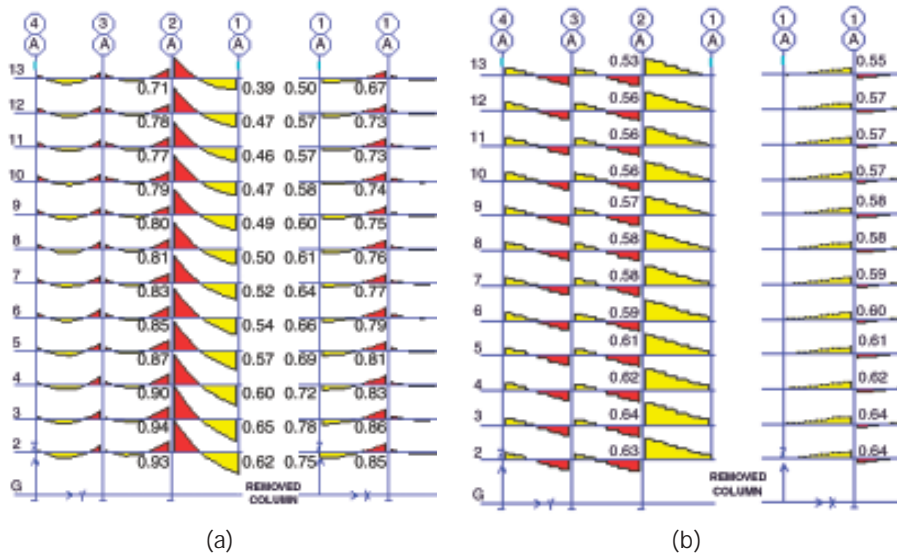 4 3 2 1 1 1
A A A A A A
13 0.71 0.39 0.50 0.67
12 0.78 0.47 0.57 0.73
11 0.77 0.46 0.57 0.73
10 0.79 0.47 0.58 0.74
9 0.80 0.49 0.60 0.75
8 0.81 0.50 0.61 0.76
7 0.83 0.52 0.64 0.77
6 0.85 0.54 0.66 0.79
5 0.87 0.57 0.69 0.81
4 0.90 0.60 0.72 0.83
3 0.94 0.65 0.78 0.86
2 0.93 0.62 0.75 0.85
Z Z
G Y REMOVED X
COLUMN
(a)
4 3 2 1 1 1
A A A A A A
13 0.53 0.55
12 0.56 0.57
11 0.56 0.57
10 0.56 0.57
9 0.57 0.58
8 0.58 0.58
7 0.58 0.59
6 0.59 0.60
5 0.61 0.61
4 0.62 0.62
3 0.64 0.64
2 0.63 0.64
Z Z
G Y REMOVED X
COLUMN
(b)